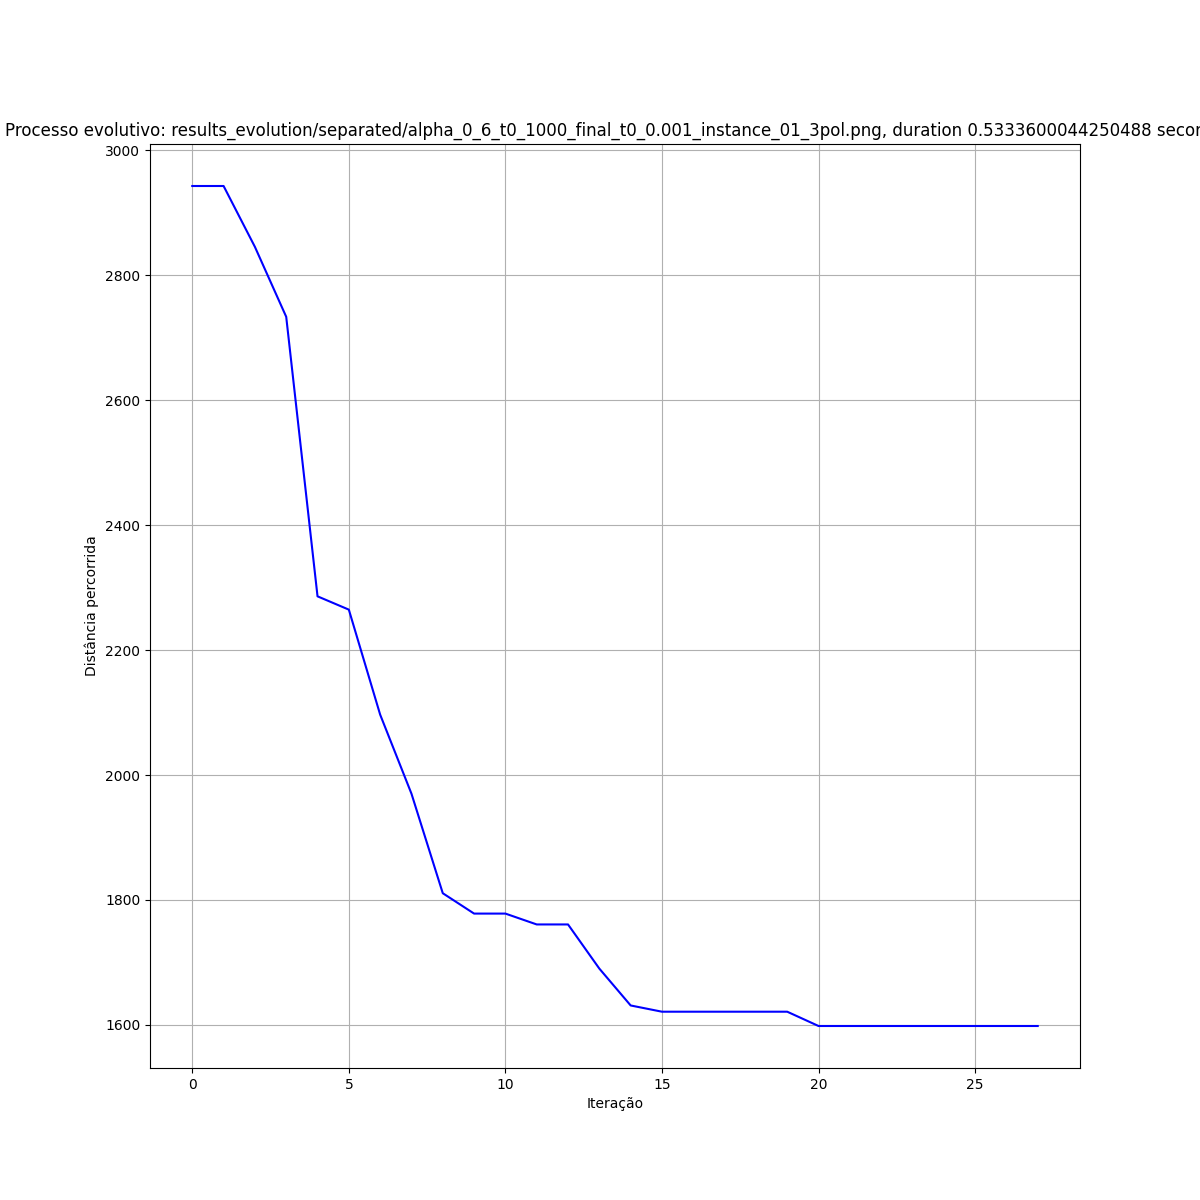 Processo evolutivo: results_evolution/separated/alpha_0_6_t0_1000_final_t0_0.001_instance_01_3pol.png, duration 0.5333600044250488 secon
3000
2800
2600
2400
2200
2000
1800
1600
Distância percorrida
0 5 10 15 20 25
Iteração